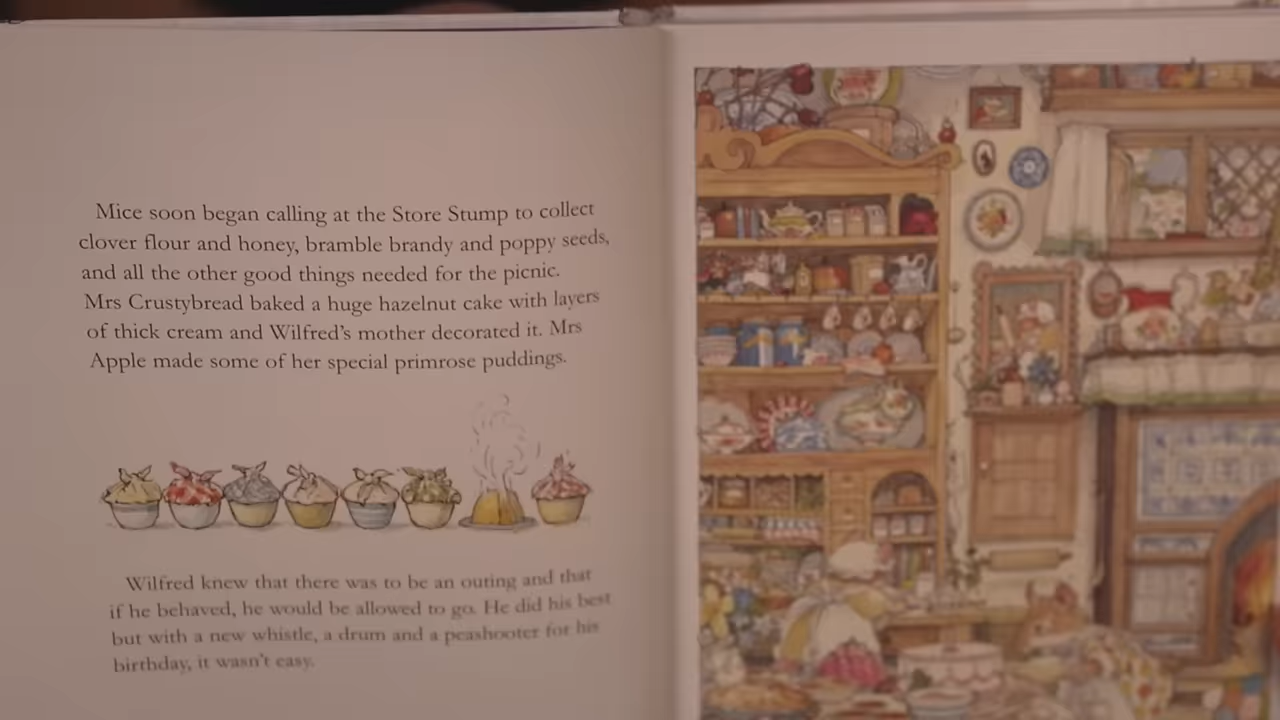 Mice soon began calling at the Store Stump to collect
clover flour and honey, bramble brandy and poppy seeds,
and all the other good things needed for the picnic.
Mrs Crustybread baked a huge hazelnut cake with layers
of thick cream and Wilfred's mother decorated it. Mrs
Apple made some of her special primrose puddings.
Wilfred knew that there was to be an outing and that
if he behaved, he would be allowed to go. He did his best
but with a new whistle, a drum and a peashooter for his
birthday, it wasn't easy.